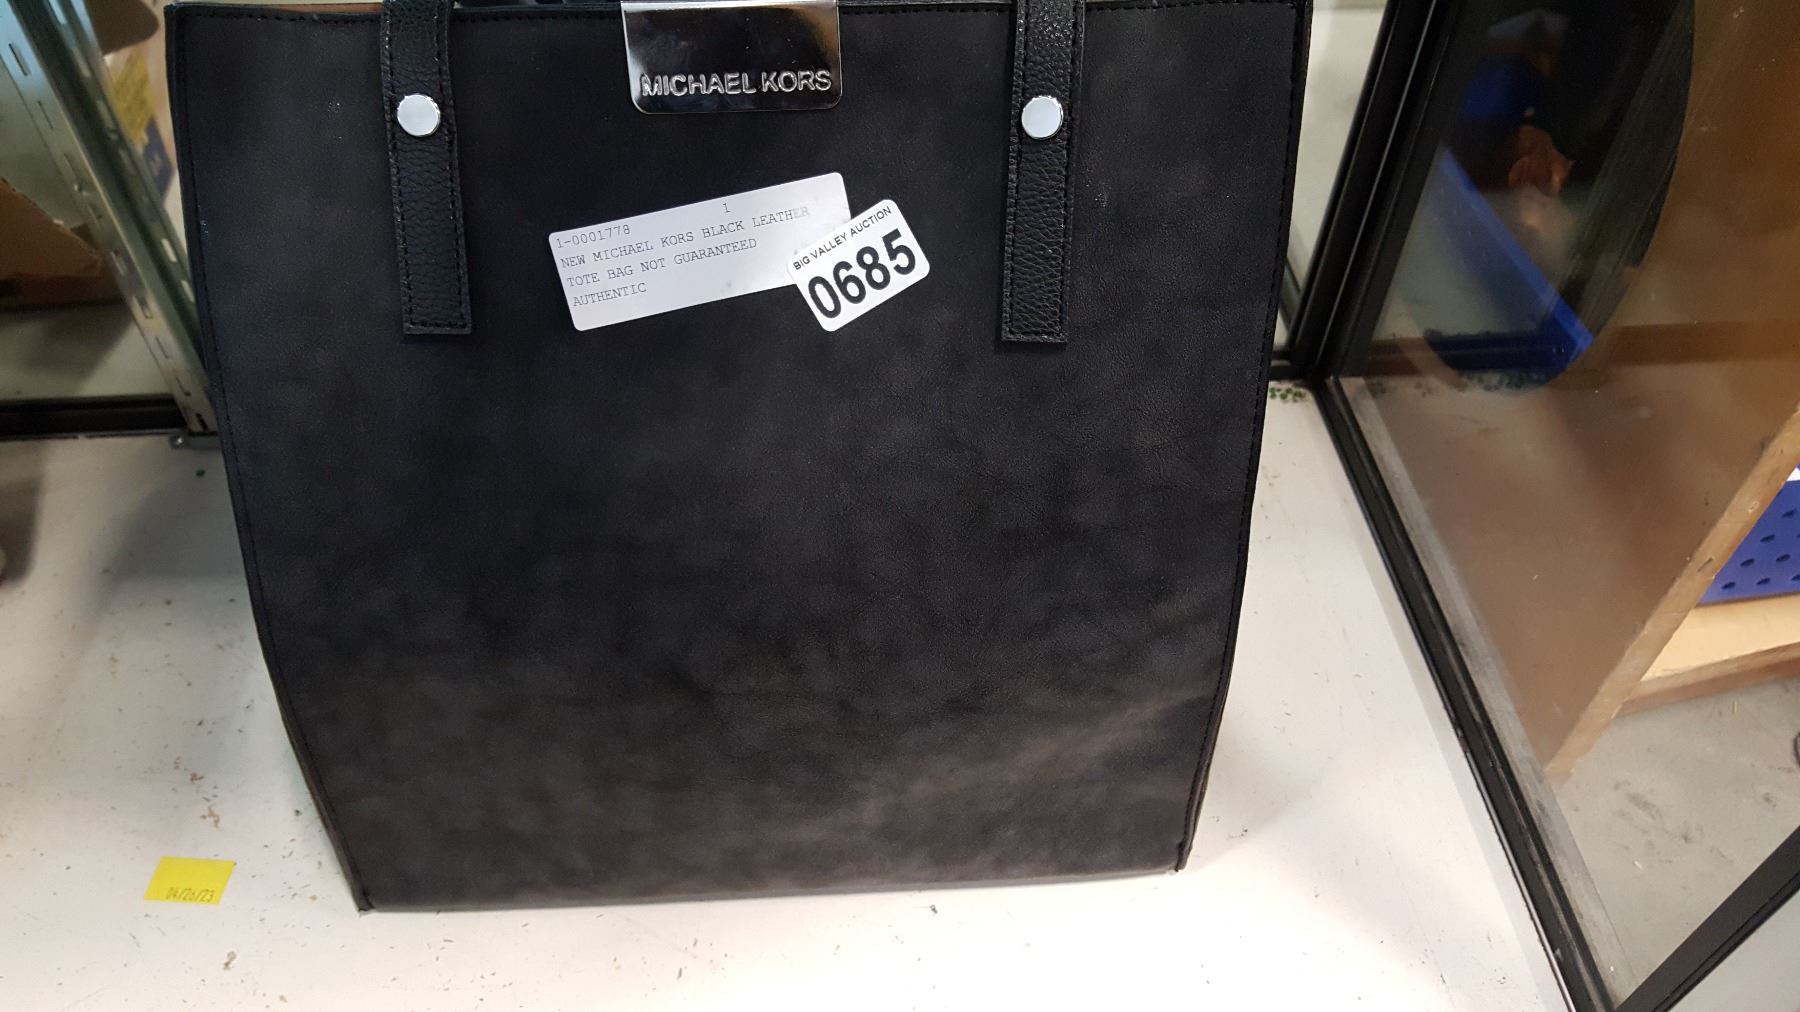 MICHAEL KORS
1
1-0001778
NEW MICHAEL KORS BLACK LEATHER
TOTE BAG NOT GUARANTEED
AUTHENTIC
BIG VALLEY AUCTION
0685
04/26/23